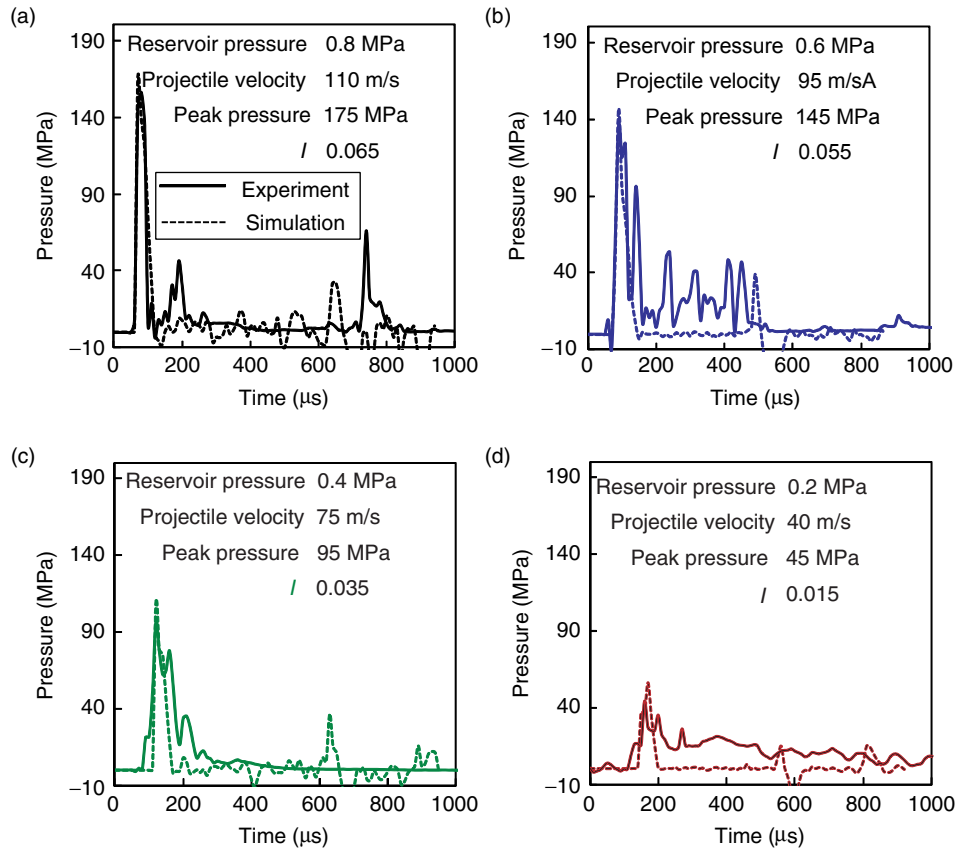 (a)
190
140
90
40
−10
Pressure (MPa)
Reservoir pressure 0.8 MPa
Projectile velocity 110 m/s
Peak pressure 175 MPa
I 0.065
Experiment
Simulation
0 200 400 600 800 1000
Time (μs)
(b)
190
140
90
40
−10
Pressure (MPa)
Reservoir pressure 0.6 MPa
Projectile velocity 95 m/sA
Peak pressure 145 MPa
I 0.055
0 200 400 600 800 1000
Time (μs)
(c)
190
140
90
40
−10
Pressure (MPa)
Reservoir pressure 0.4 MPa
Projectile velocity 75 m/s
Peak pressure 95 MPa
I 0.035
0 200 400 600 800 1000
Time (μs)
(d)
190
140
90
40
−10
Pressure (MPa)
Reservoir pressure 0.2 MPa
Projectile velocity 40 m/s
Peak pressure 45 MPa
I 0.015
0 200 400 600 800 1000
Time (μs)